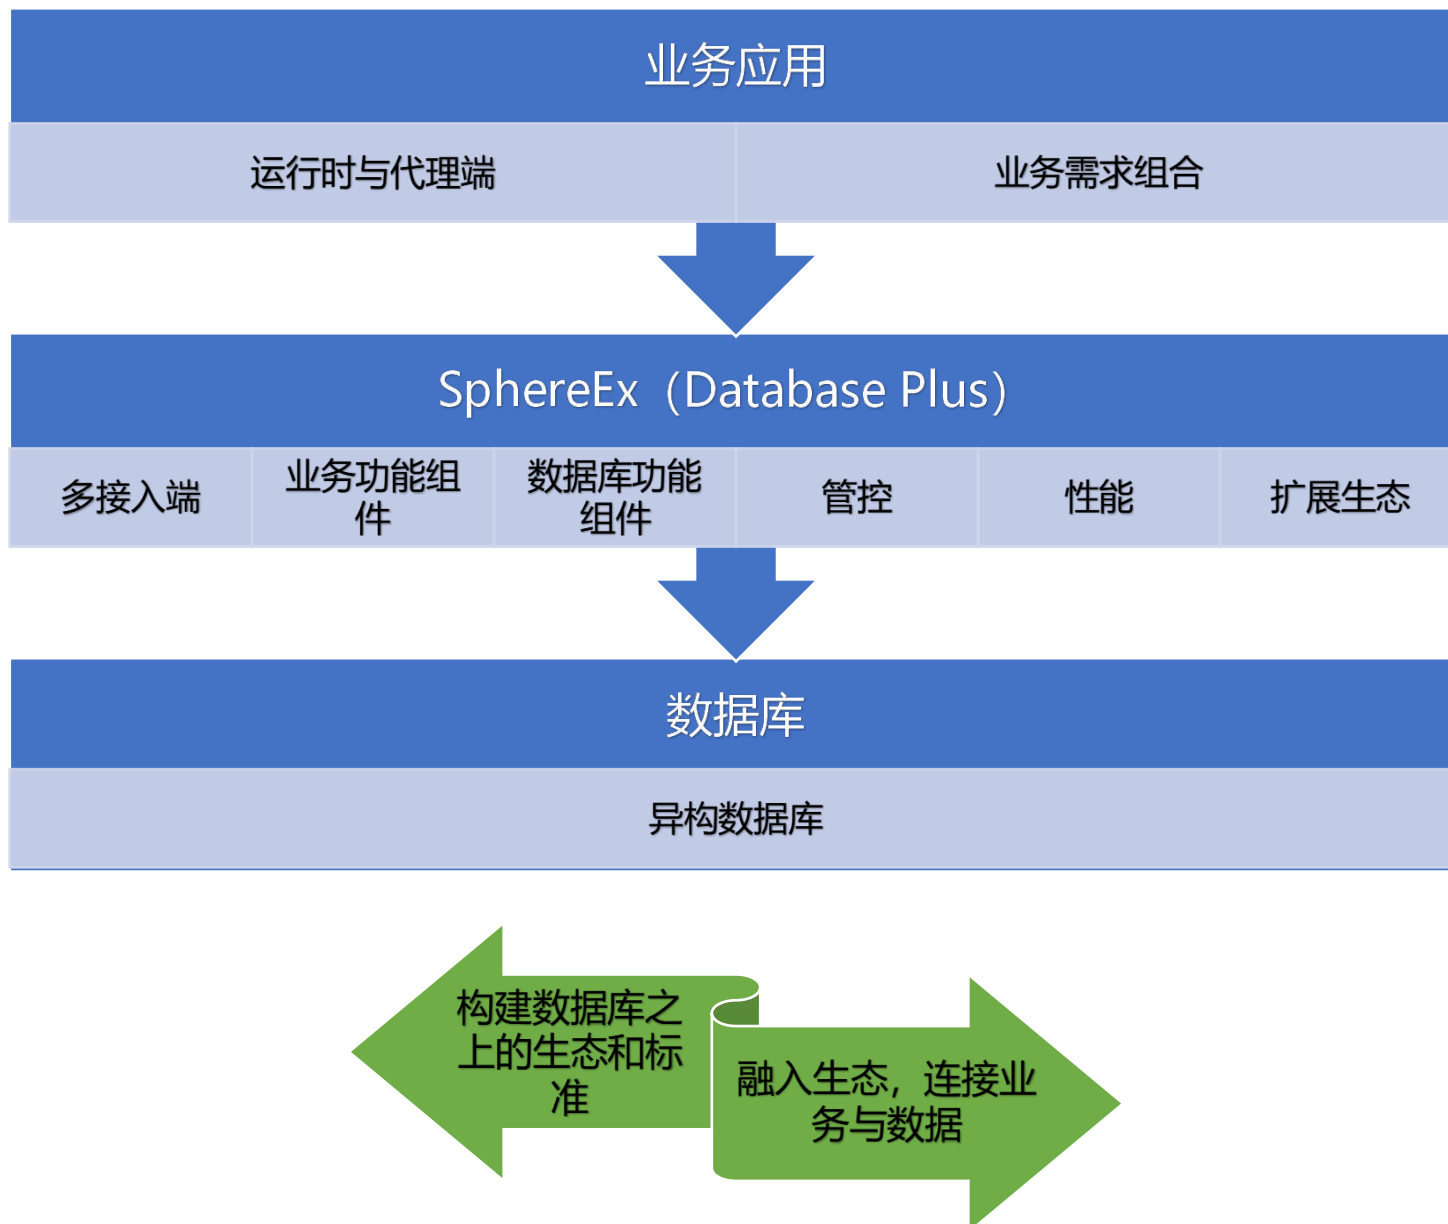 业务应用
运行时与代理端
业务需求组合
SphereEx（Database Plus）
多接入端
业务功能组
件
数据库功能
组件
管控
性能
扩展生态
数据库
异构数据库
构建数据库之
上的生态和标
准
融入生态，连接业
务与数据